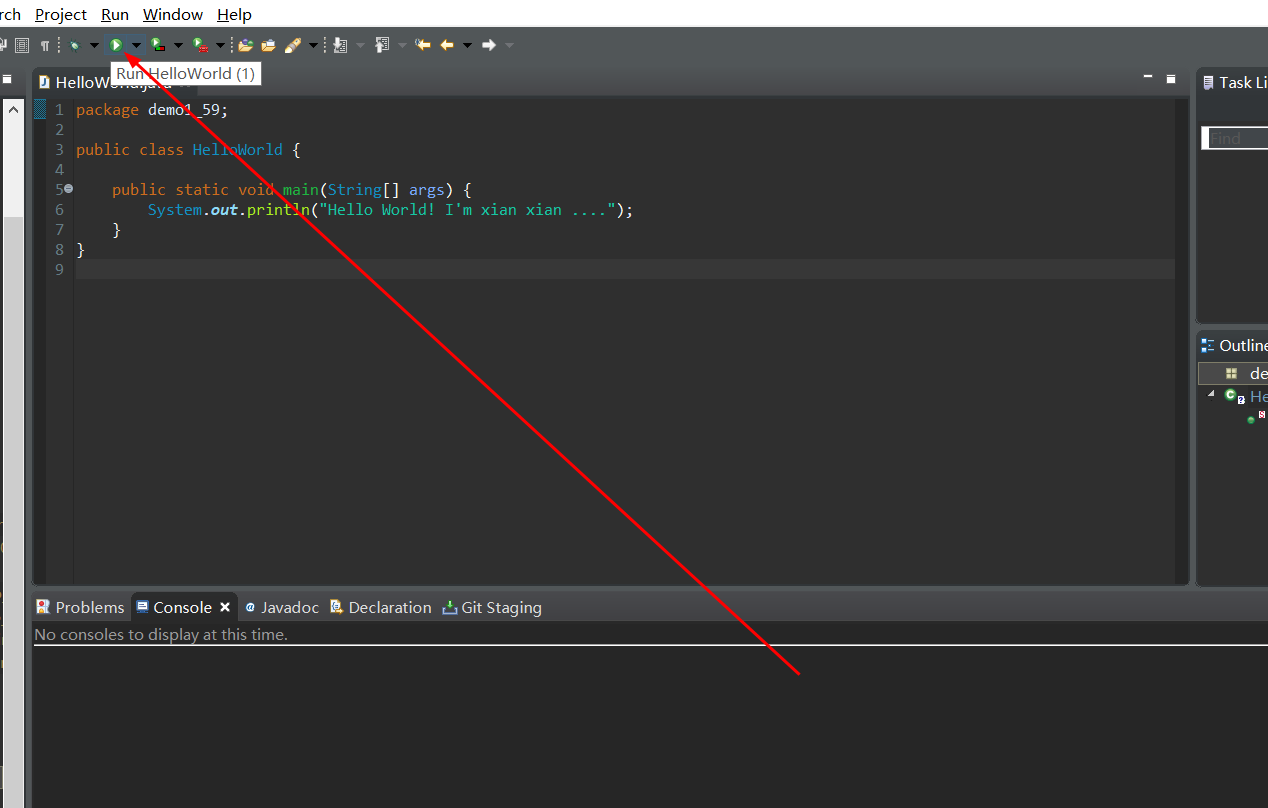 rch Project Run Window Help
Run HelloWorld (1)
Task Li
Find
1 package demo1_59;
2
3 public class HelloWorld {
4
5 public static void main(String[] args) {
6 System.out.println("Hello World! I'm xian xian ....");
7 }
8 }
9
Outline
de
He
Problems Console Javadoc Declaration Git Staging
No consoles to display at this time.